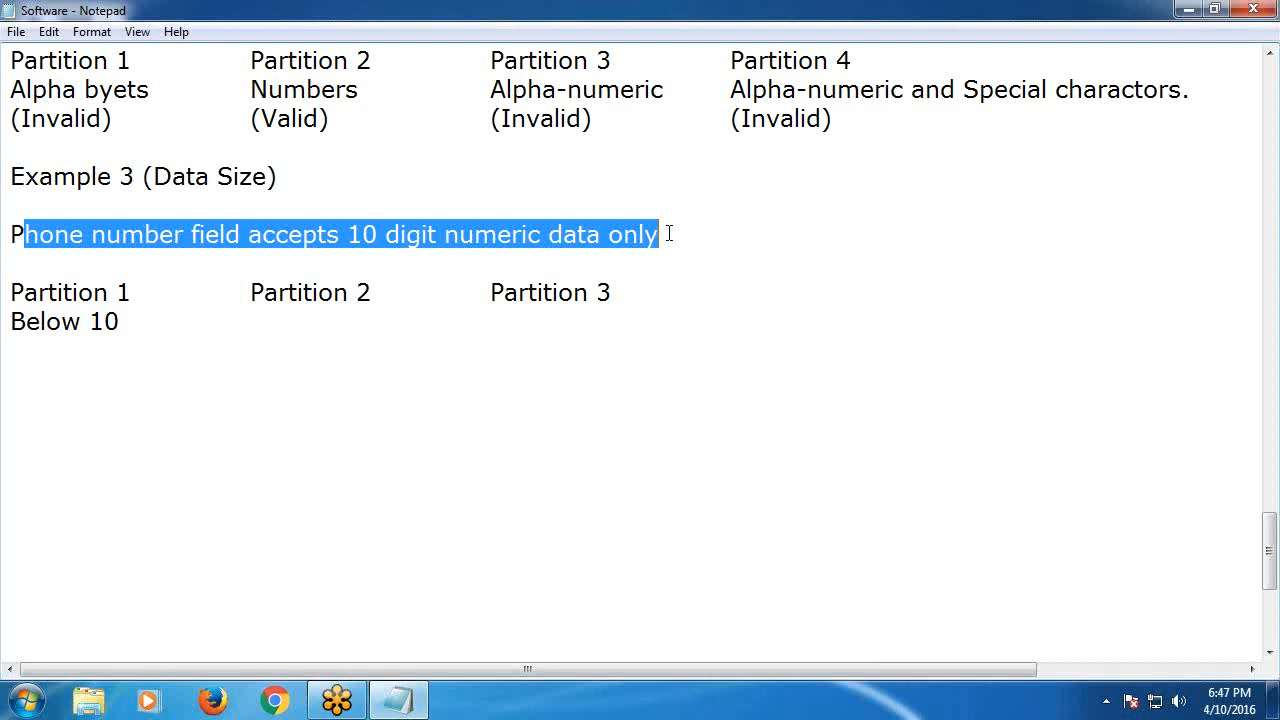 Software - Notepad
File Edit Format View Help
Partition 1 Partition 2 Partition 3 Partition 4
Alpha byets Numbers Alpha-numeric Alpha-numeric and Special charactors.
(Invalid) (Valid) (Invalid) (Invalid)
Example 3 (Data Size)
Phone number field accepts 10 digit numeric data only
Partition 1 Partition 2 Partition 3
Below 10
6:47 PM
4/10/2016